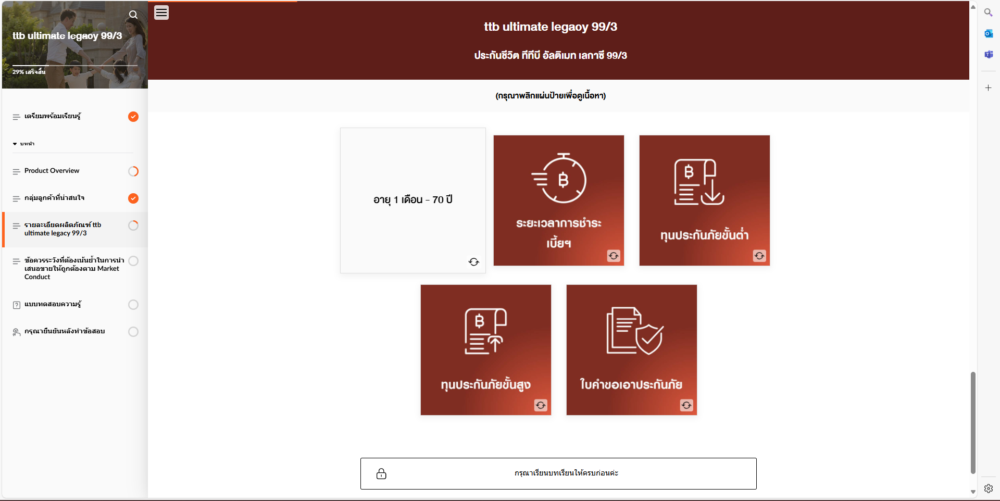 ttb ultimate legacy 99/3
29% เสร็จสิ้น
เตรียมพร้อมเรียนรู้
บทนำ
Product Overview
กลุ่มลูกค้าที่น่าสนใจ
รายละเอียดผลิตภัณฑ์ ttb
ultimate legacy 99/3
ข้อควรระวังที่ต้องเน้นย้ำในการนำ
เสนอขายให้ถูกต้องตาม Market
Conduct
แบบทดสอบความรู้
กรุณายืนยันหลังทำข้อสอบ
ttb ultimate legacy 99/3
ประกันชีวิต ทีทีบี อัลติเมท เลกาซี 99/3
(กรุณาพลิกแผ่นป้ายเพื่อดูเนื้อหา)
อายุ 1 เดือน - 70 ปี
ระยะเวลาการชำระ
เบี้ยฯ
ทุนประกันภัยขั้นต่ำ
ทุนประกันภัยขั้นสูง
ใบคำขอเอาประกันภัย
กรุณาเรียนบทเรียนให้ครบก่อนค่ะ